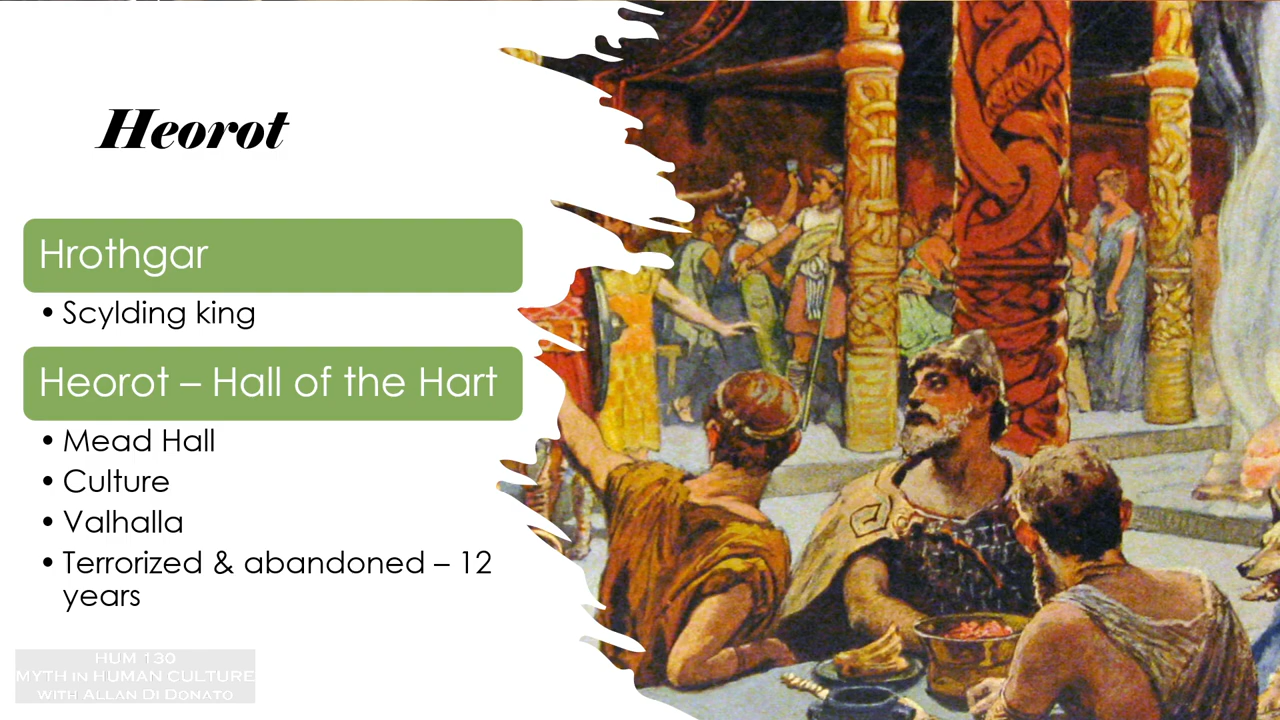 Heorot
Hrothgar
• Scylding king
Heorot – Hall of the Hart
• Mead Hall
• Culture
• Valhalla
• Terrorized & abandoned – 12
years
HUM 130
MYTH IN HUMAN CULTURE
WITH ALLAN DI DONATO